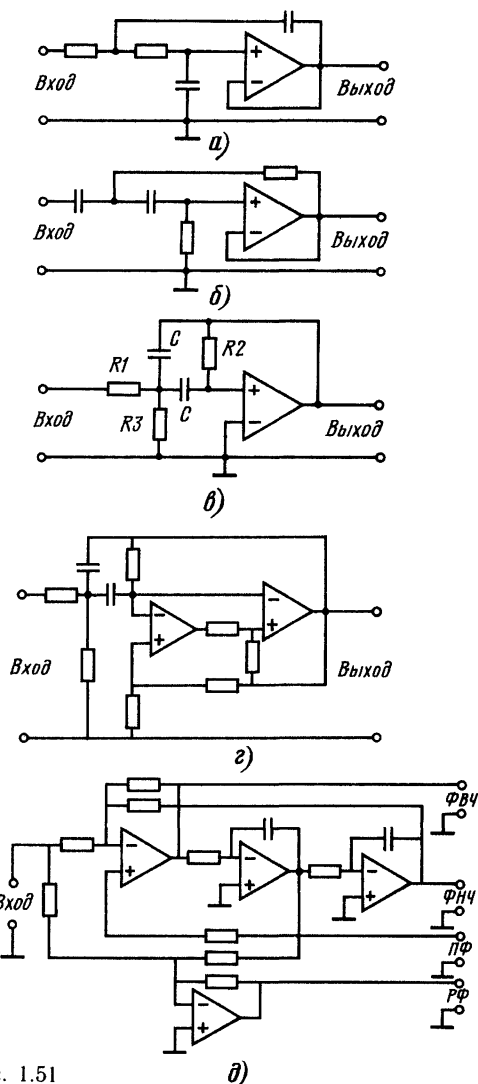 Вход
+
−
Выход
а)
Вход
+
−
Выход
б)
C
R2
R1
C
+
Вход
R3
−
Выход
в)
−
−
+
+
Вход
Выход
г)
ФВЧ
−
−
−
+
+
+
Вход
ФНЧ
ПФ
РФ
−
+
с. 1.51
д)